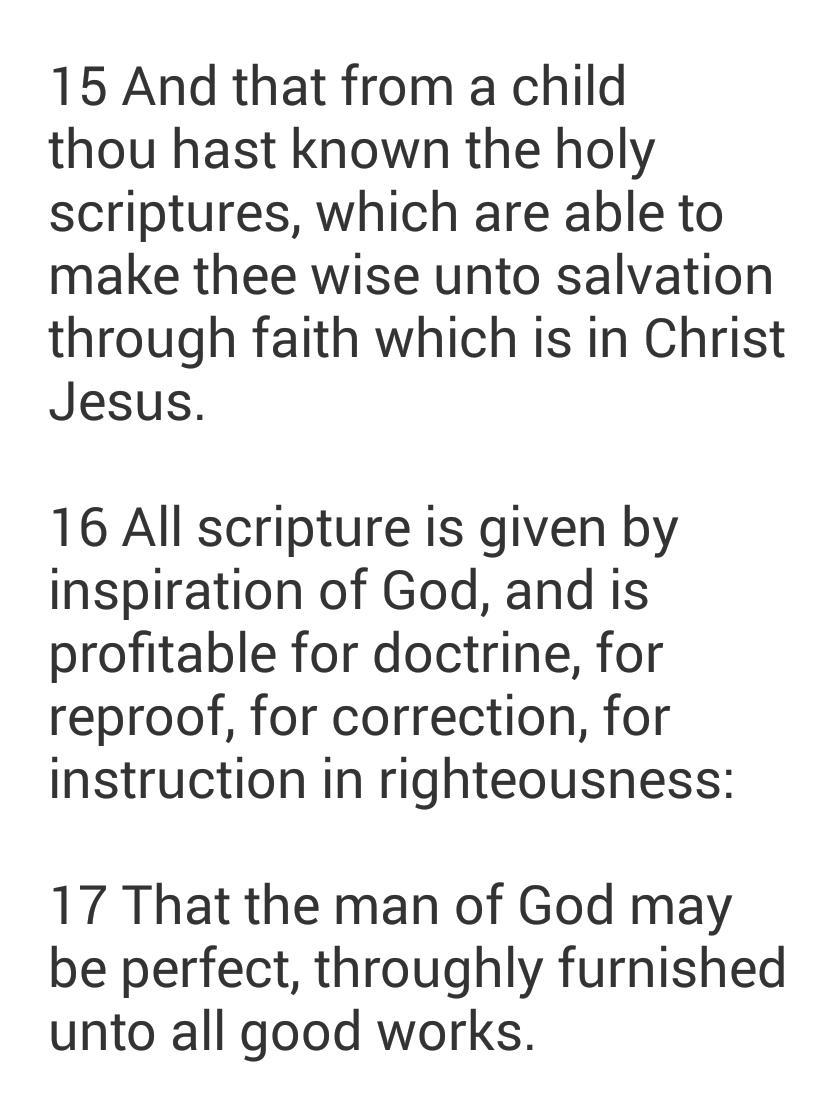 15 And that from a child
thou hast known the holy
scriptures, which are able to
make thee wise unto salvation
through faith which is in Christ
Jesus.
16 All scripture is given by
inspiration of God, and is
profitable for doctrine, for
reproof, for correction, for
instruction in righteousness:
17 That the man of God may
be perfect, throughly furnished
unto all good works.